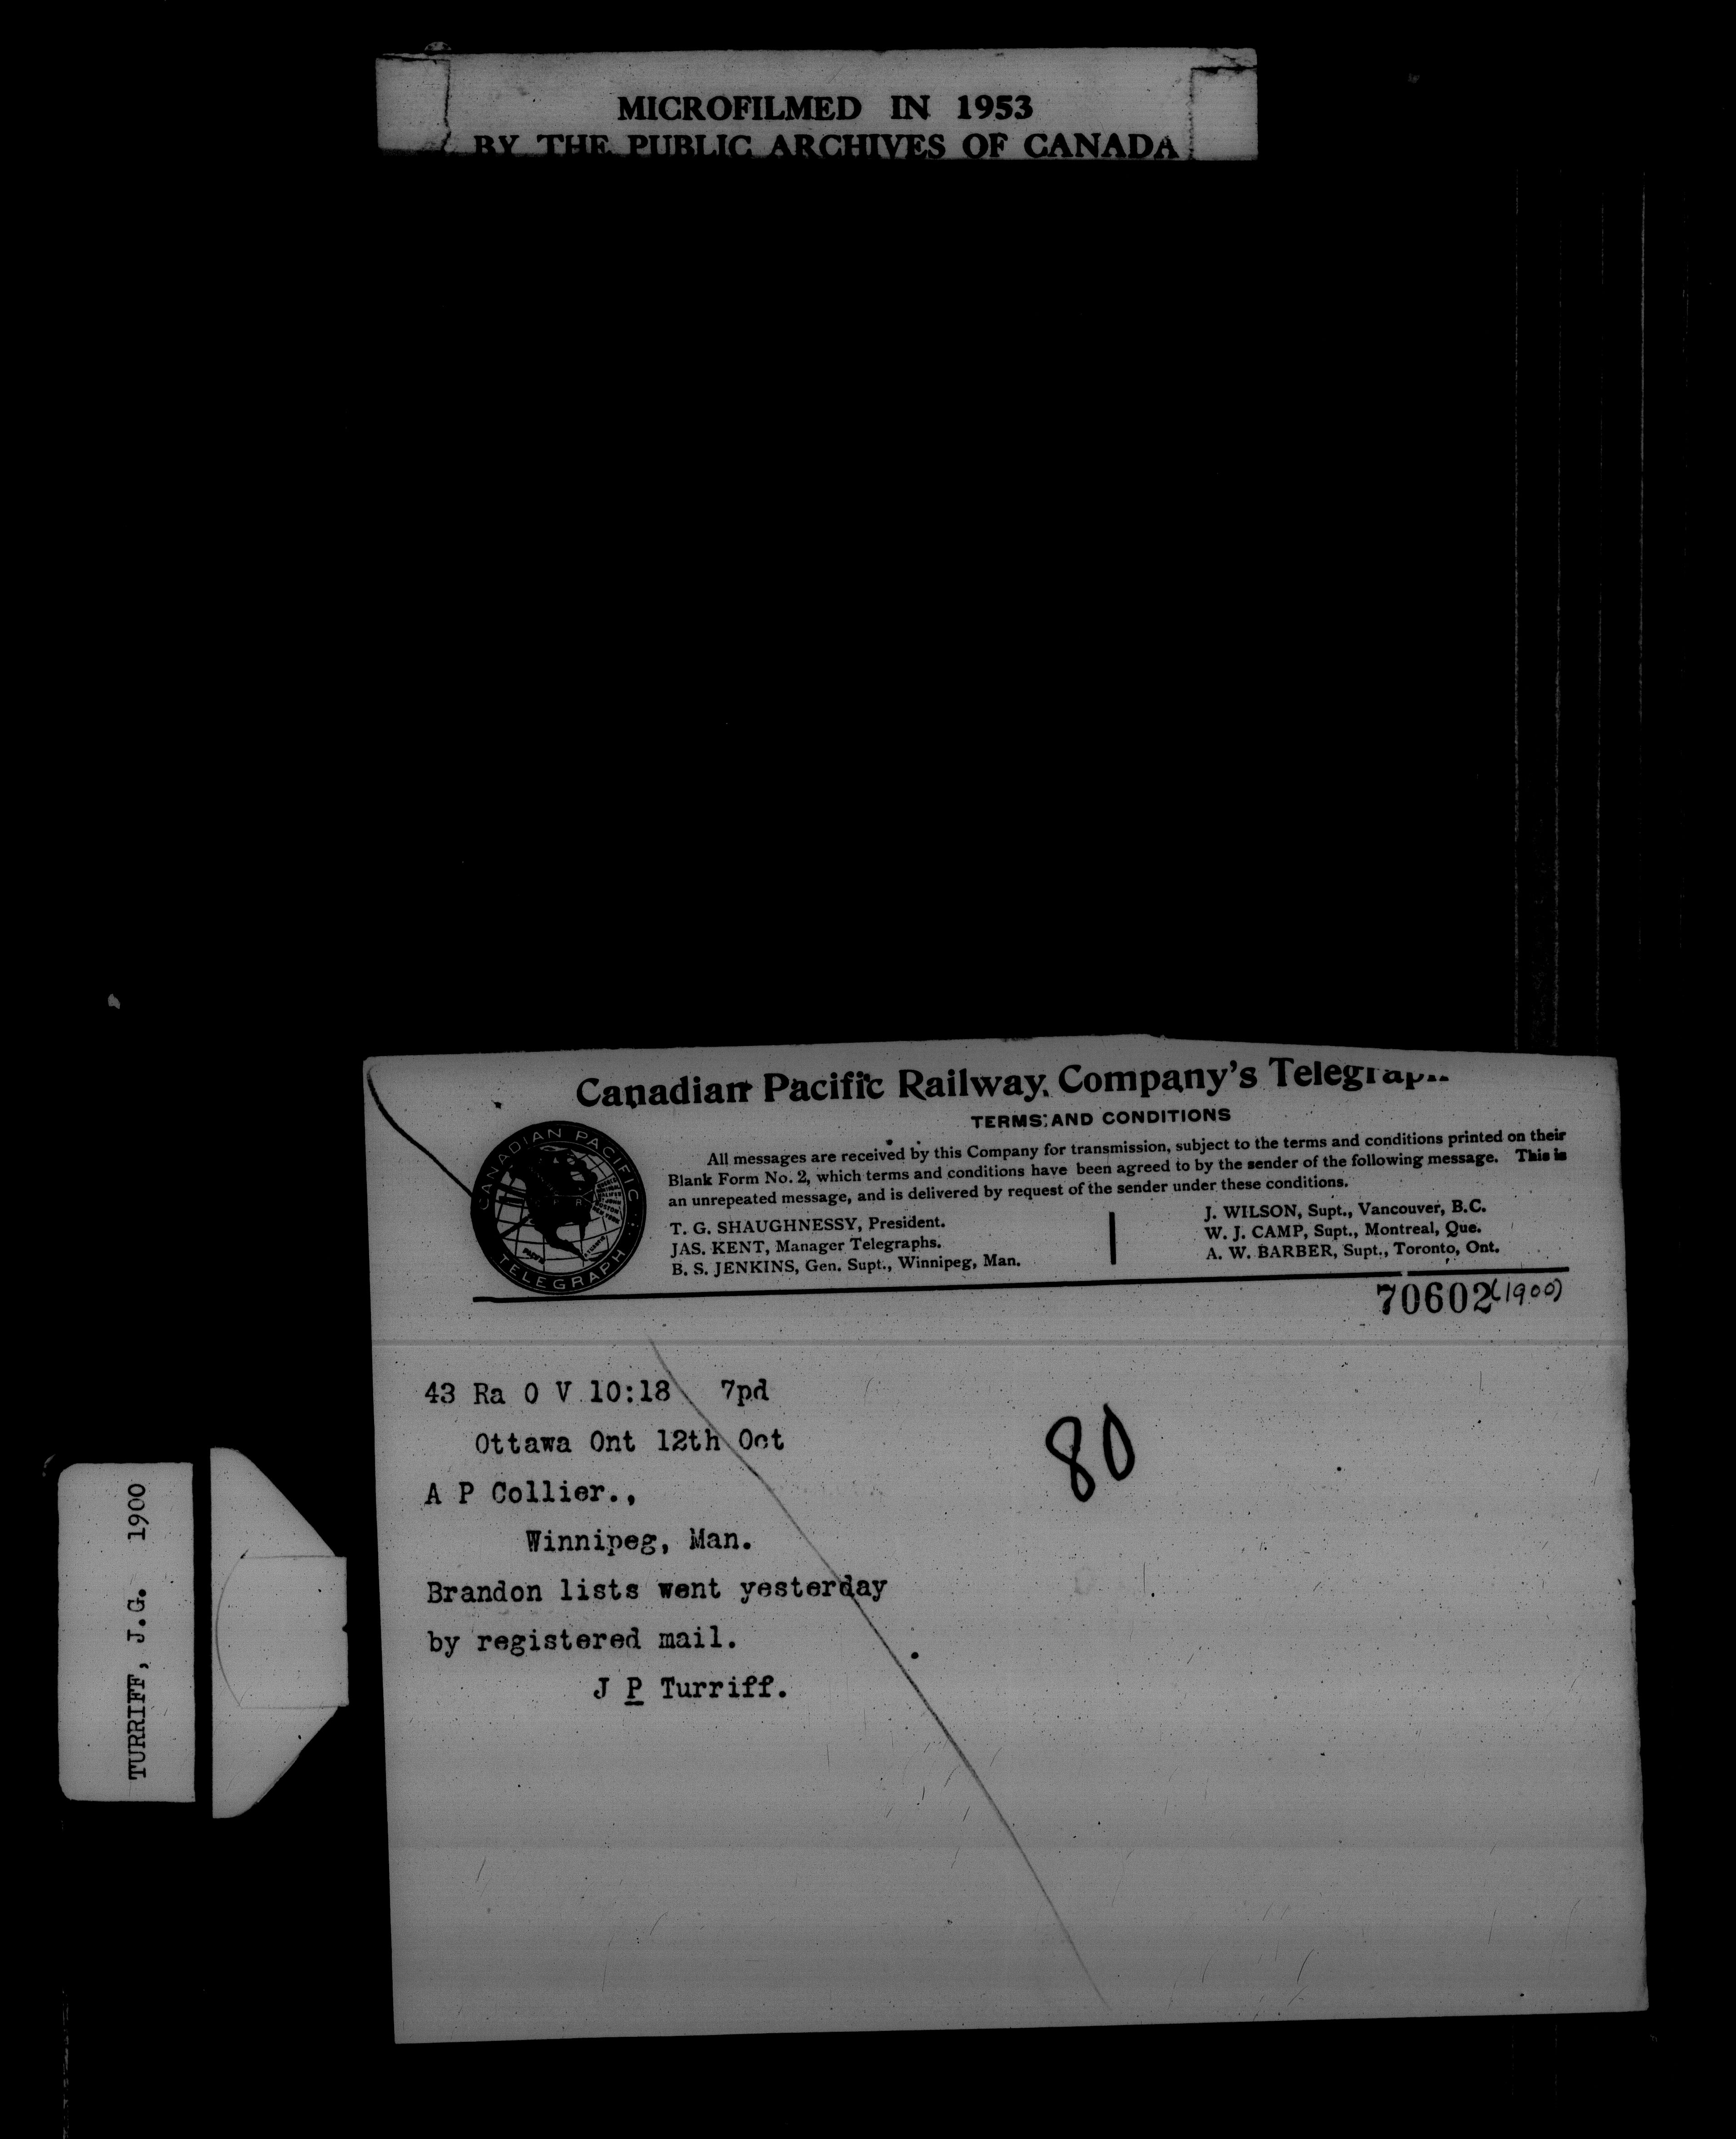 MICROFILMED IN 1953
BY THE PUBLIC ARCHIVES OF CANADA
Canadian Pacific Railway Company's Telegraph
TERMS AND CONDITIONS
All messages are received by this Company for transmission, subject to the terms and conditions printed on their
Blank Form No. 2, which terms and conditions have been agreed to by the sender of the following message. This is
an unrepeated message, and is delivered by request of the sender under these conditions.
T. G. SHAUGHNESSY, President.
JAS. KENT, Manager Telegraphs.
B. S. JENKINS, Gen. Supt., Winnipeg, Man.
J. WILSON, Supt., Vancouver, B.C.
W. J. CAMP, Supt., Montreal, Que.
A. W. BARBER, Supt., Toronto, Ont.
CANADIAN PACIFIC
TELEGRAPH
70602 (1900)
43 Ra O V 10:18 7pd
Ottawa Ont 12th Oct
80
A P Collier.,
Winnipeg, Man.
Brandon lists went yesterday
by registered mail.
J P Turriff.
TURRIFF, J.G. 1900